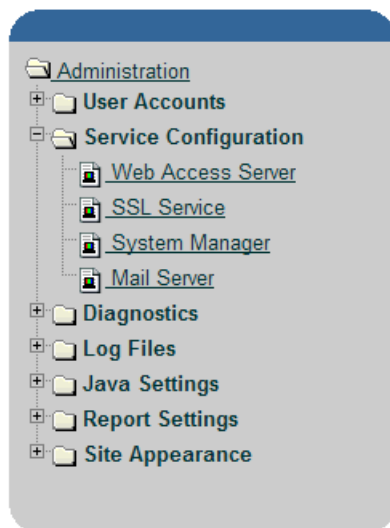 Administration
User Accounts
Service Configuration
Web Access Server
SSL Service
System Manager
Mail Server
Diagnostics
Log Files
Java Settings
Report Settings
Site Appearance